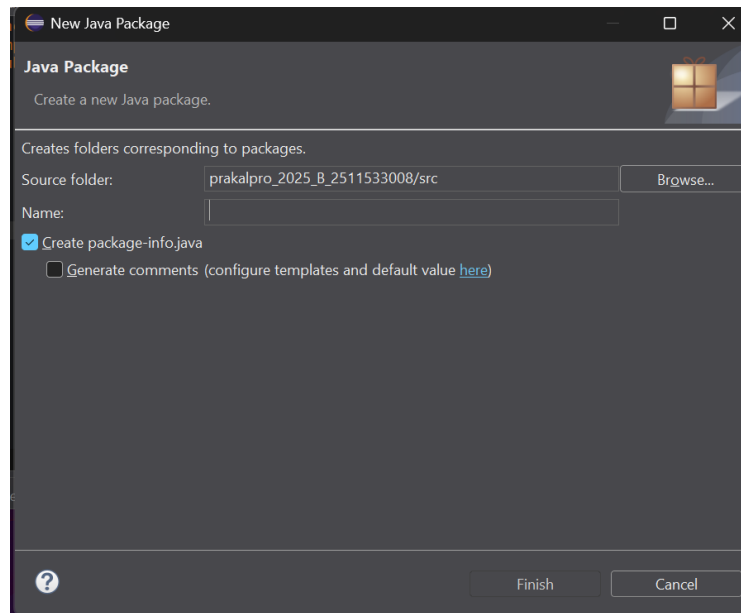 New Java Package
Java Package
Create a new Java package.
Creates folders corresponding to packages.
Source folder: prakalpro_2025_B_2511533008/src Browse...
Name:
Create package-info.java
Generate comments (configure templates and default value here)
? Finish Cancel